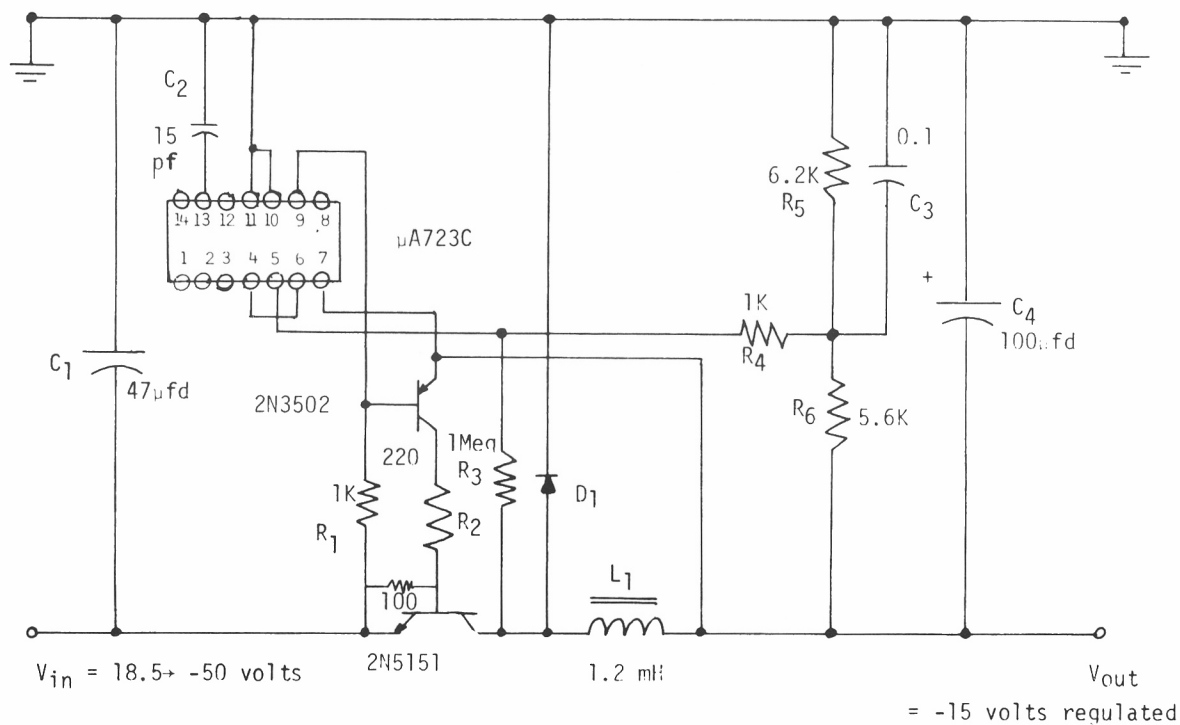 C2
15
pf
14 13 12 11 10 9 8
1 2 3 4 5 6 7
μA723C
6.2K
R5
0.1
C3
+
C4
100μfd
1K
R4
C1
47μfd
2N3502
R6
5.6K
220
1Meg
R3
1K
R1
R2
D1
100
L1
2N5151
1.2 mH
Vin = 18.5→ -50 volts
Vout
= -15 volts regulated